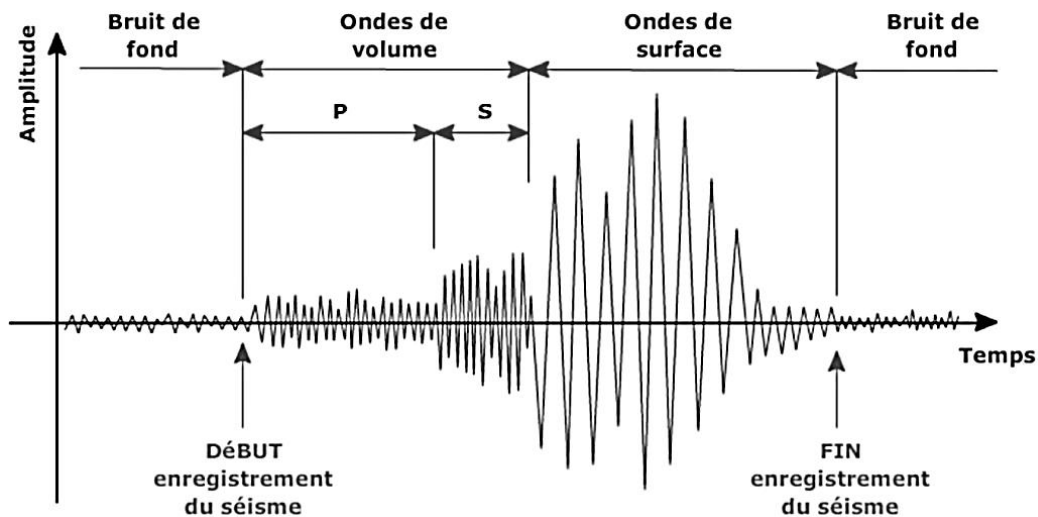 Bruit de
fond
Ondes de
volume
Ondes de
surface
Bruit de
fond
Amplitude
P
S
Temps
DéBUT
enregistrement
du séisme
FIN
enregistrement
du séisme